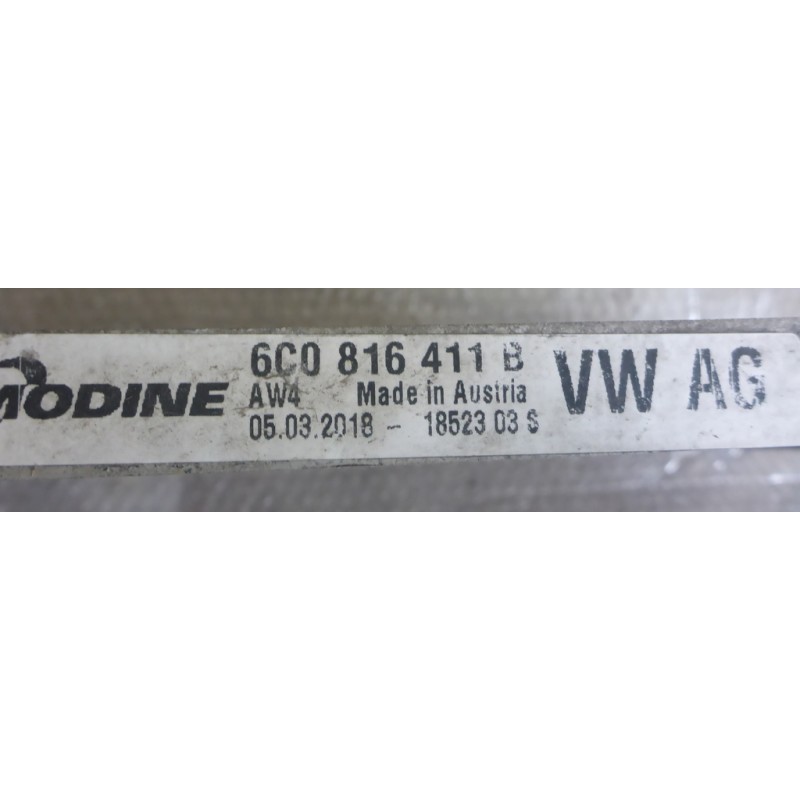 MODINE
6C0 816 411 B
AW4 Made in Austria
05.03.2018 - 18523 03 S
VW AG